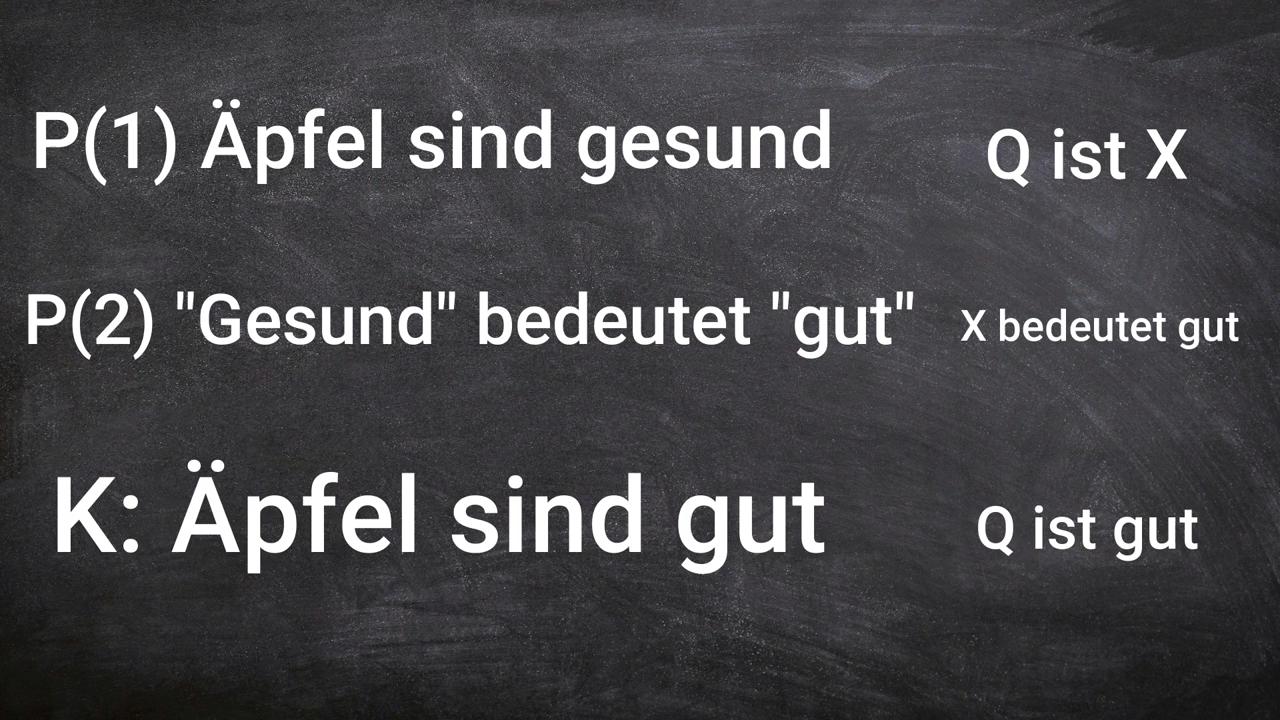 P(1) Äpfel sind gesund
Q ist X
P(2) "Gesund" bedeutet "gut"
X bedeutet gut
K: Äpfel sind gut
Q ist gut